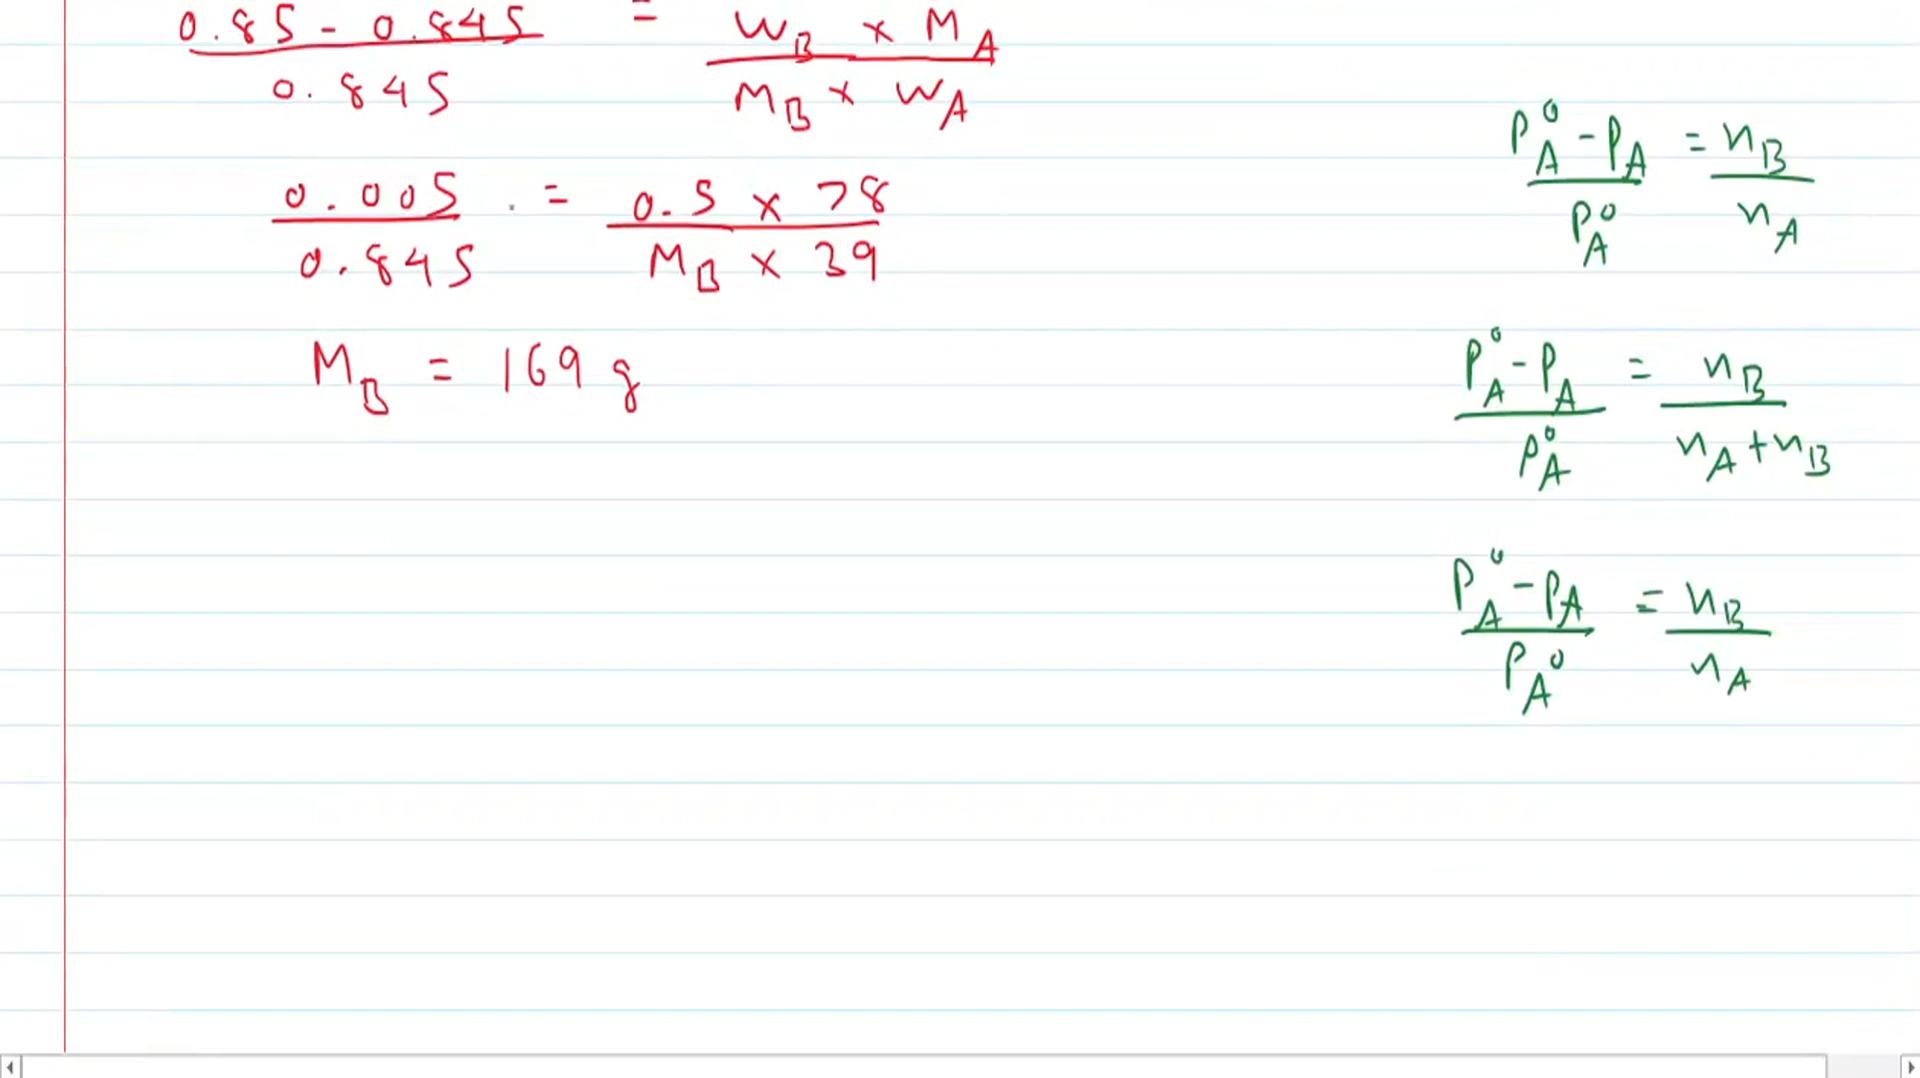 0.85 - 0.845 = W_B x M_A
0.845 M_B x W_A
0.005 . = 0.5 x 78
0.845 M_B x 39
M_B = 169 g
P_A^0 - P_A = n_B
P_A^0 n_A
P_A^0 - P_A = n_B
P_A^0 n_A + n_B
P_A^0 - P_A = n_B
P_A^0 n_A